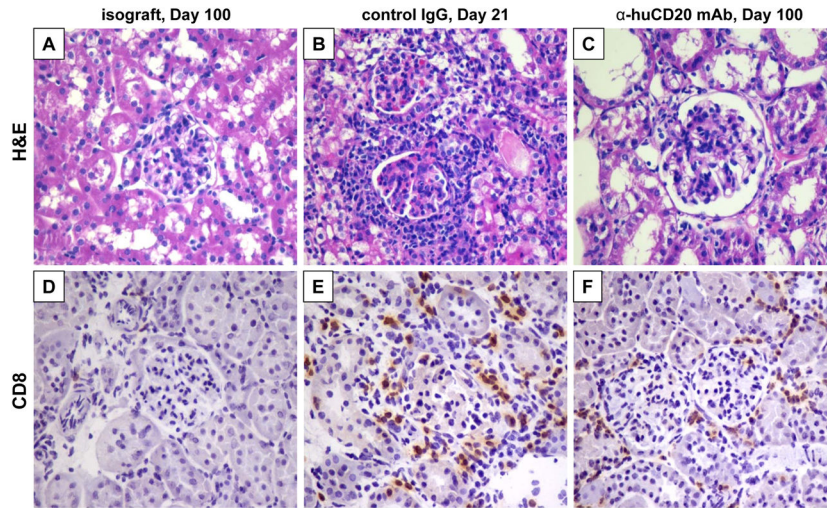 isograft, Day 100 control IgG, Day 21 α-huCD20 mAb, Day 100
H&E
A B C
CD8
D E F